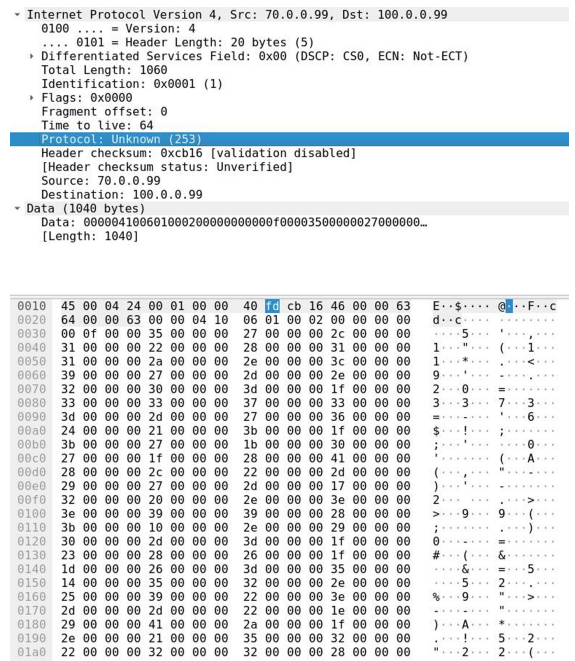 Internet Protocol Version 4, Src: 70.0.0.99, Dst: 100.0.0.99
0100 .... = Version: 4
.... 0101 = Header Length: 20 bytes (5)
Differentiated Services Field: 0x00 (DSCP: CS0, ECN: Not-ECT)
Total Length: 1060
Identification: 0x0001 (1)
Flags: 0x0000
Fragment offset: 0
Time to live: 64
Protocol: Unknown (253)
Header checksum: 0xcb16 [validation disabled]
[Header checksum status: Unverified]
Source: 70.0.0.99
Destination: 100.0.0.99
Data (1040 bytes)
Data: 000004100601000200000000000f0000350000002700000…
[Length: 1040]
0010 45 00 04 24 00 01 00 00 40 fd cb 16 46 00 00 63 E··$···· @···F··c
0020 64 00 00 63 00 00 04 10 06 01 00 02 00 00 00 00 d··c···· ········
0030 00 0f 00 00 35 00 00 00 27 00 00 00 2c 00 00 00 ····5··· '···,···
0040 31 00 00 00 22 00 00 00 28 00 00 00 31 00 00 00 1···"··· (···1···
0050 31 00 00 00 2a 00 00 00 2e 00 00 00 3c 00 00 00 1···*··· .···<···
0060 39 00 00 00 27 00 00 00 2d 00 00 00 2e 00 00 00 9···'··· -···.···
0070 32 00 00 00 30 00 00 00 3d 00 00 00 1f 00 00 00 2···0··· =·······
0080 33 00 00 00 33 00 00 00 37 00 00 00 33 00 00 00 3···3··· 7···3···
0090 3d 00 00 00 2d 00 00 00 27 00 00 00 36 00 00 00 =···-··· '···6···
00a0 24 00 00 00 21 00 00 00 3b 00 00 00 1f 00 00 00 $···!··· ;·······
00b0 3b 00 00 00 27 00 00 00 1b 00 00 00 30 00 00 00 ;···'··· ····0···
00c0 27 00 00 00 1f 00 00 00 28 00 00 00 41 00 00 00 '······· (···A···
00d0 28 00 00 00 2c 00 00 00 22 00 00 00 2d 00 00 00 (···,··· "···-···
00e0 29 00 00 00 27 00 00 00 2d 00 00 00 17 00 00 00 )···'··· -·······
00f0 32 00 00 00 20 00 00 00 2e 00 00 00 3e 00 00 00 2··· ··· .···>···
0100 3e 00 00 00 39 00 00 00 39 00 00 00 28 00 00 00 >···9··· 9···(···
0110 3b 00 00 00 10 00 00 00 2e 00 00 00 29 00 00 00 ;······· .···)···
0120 30 00 00 00 2d 00 00 00 3d 00 00 00 1f 00 00 00 0···-··· =·······
0130 23 00 00 00 28 00 00 00 26 00 00 00 1f 00 00 00 #···(··· &·······
0140 1d 00 00 00 26 00 00 00 3d 00 00 00 35 00 00 00 ····&··· =···5···
0150 14 00 00 00 35 00 00 00 32 00 00 00 2e 00 00 00 ····5··· 2···.···
0160 25 00 00 00 39 00 00 00 22 00 00 00 3e 00 00 00 %···9··· "···>···
0170 2d 00 00 00 2d 00 00 00 22 00 00 00 1e 00 00 00 -···-··· "·······
0180 29 00 00 00 41 00 00 00 2a 00 00 00 1f 00 00 00 )···A··· *·······
0190 2e 00 00 00 21 00 00 00 35 00 00 00 32 00 00 00 .···!··· 5···2···
01a0 22 00 00 00 32 00 00 00 32 00 00 00 28 00 00 00 "···2··· 2···(···